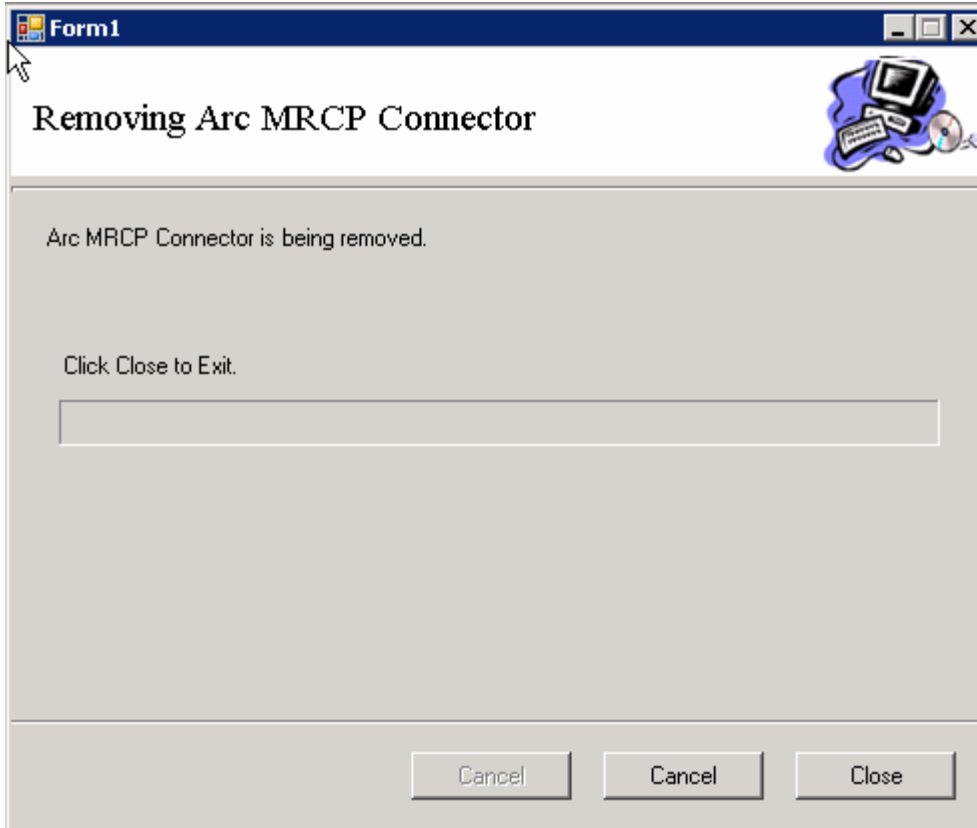 Form1
Removing Arc MRCP Connector
Arc MRCP Connector is being removed.
Click Close to Exit.
Cancel Cancel Close